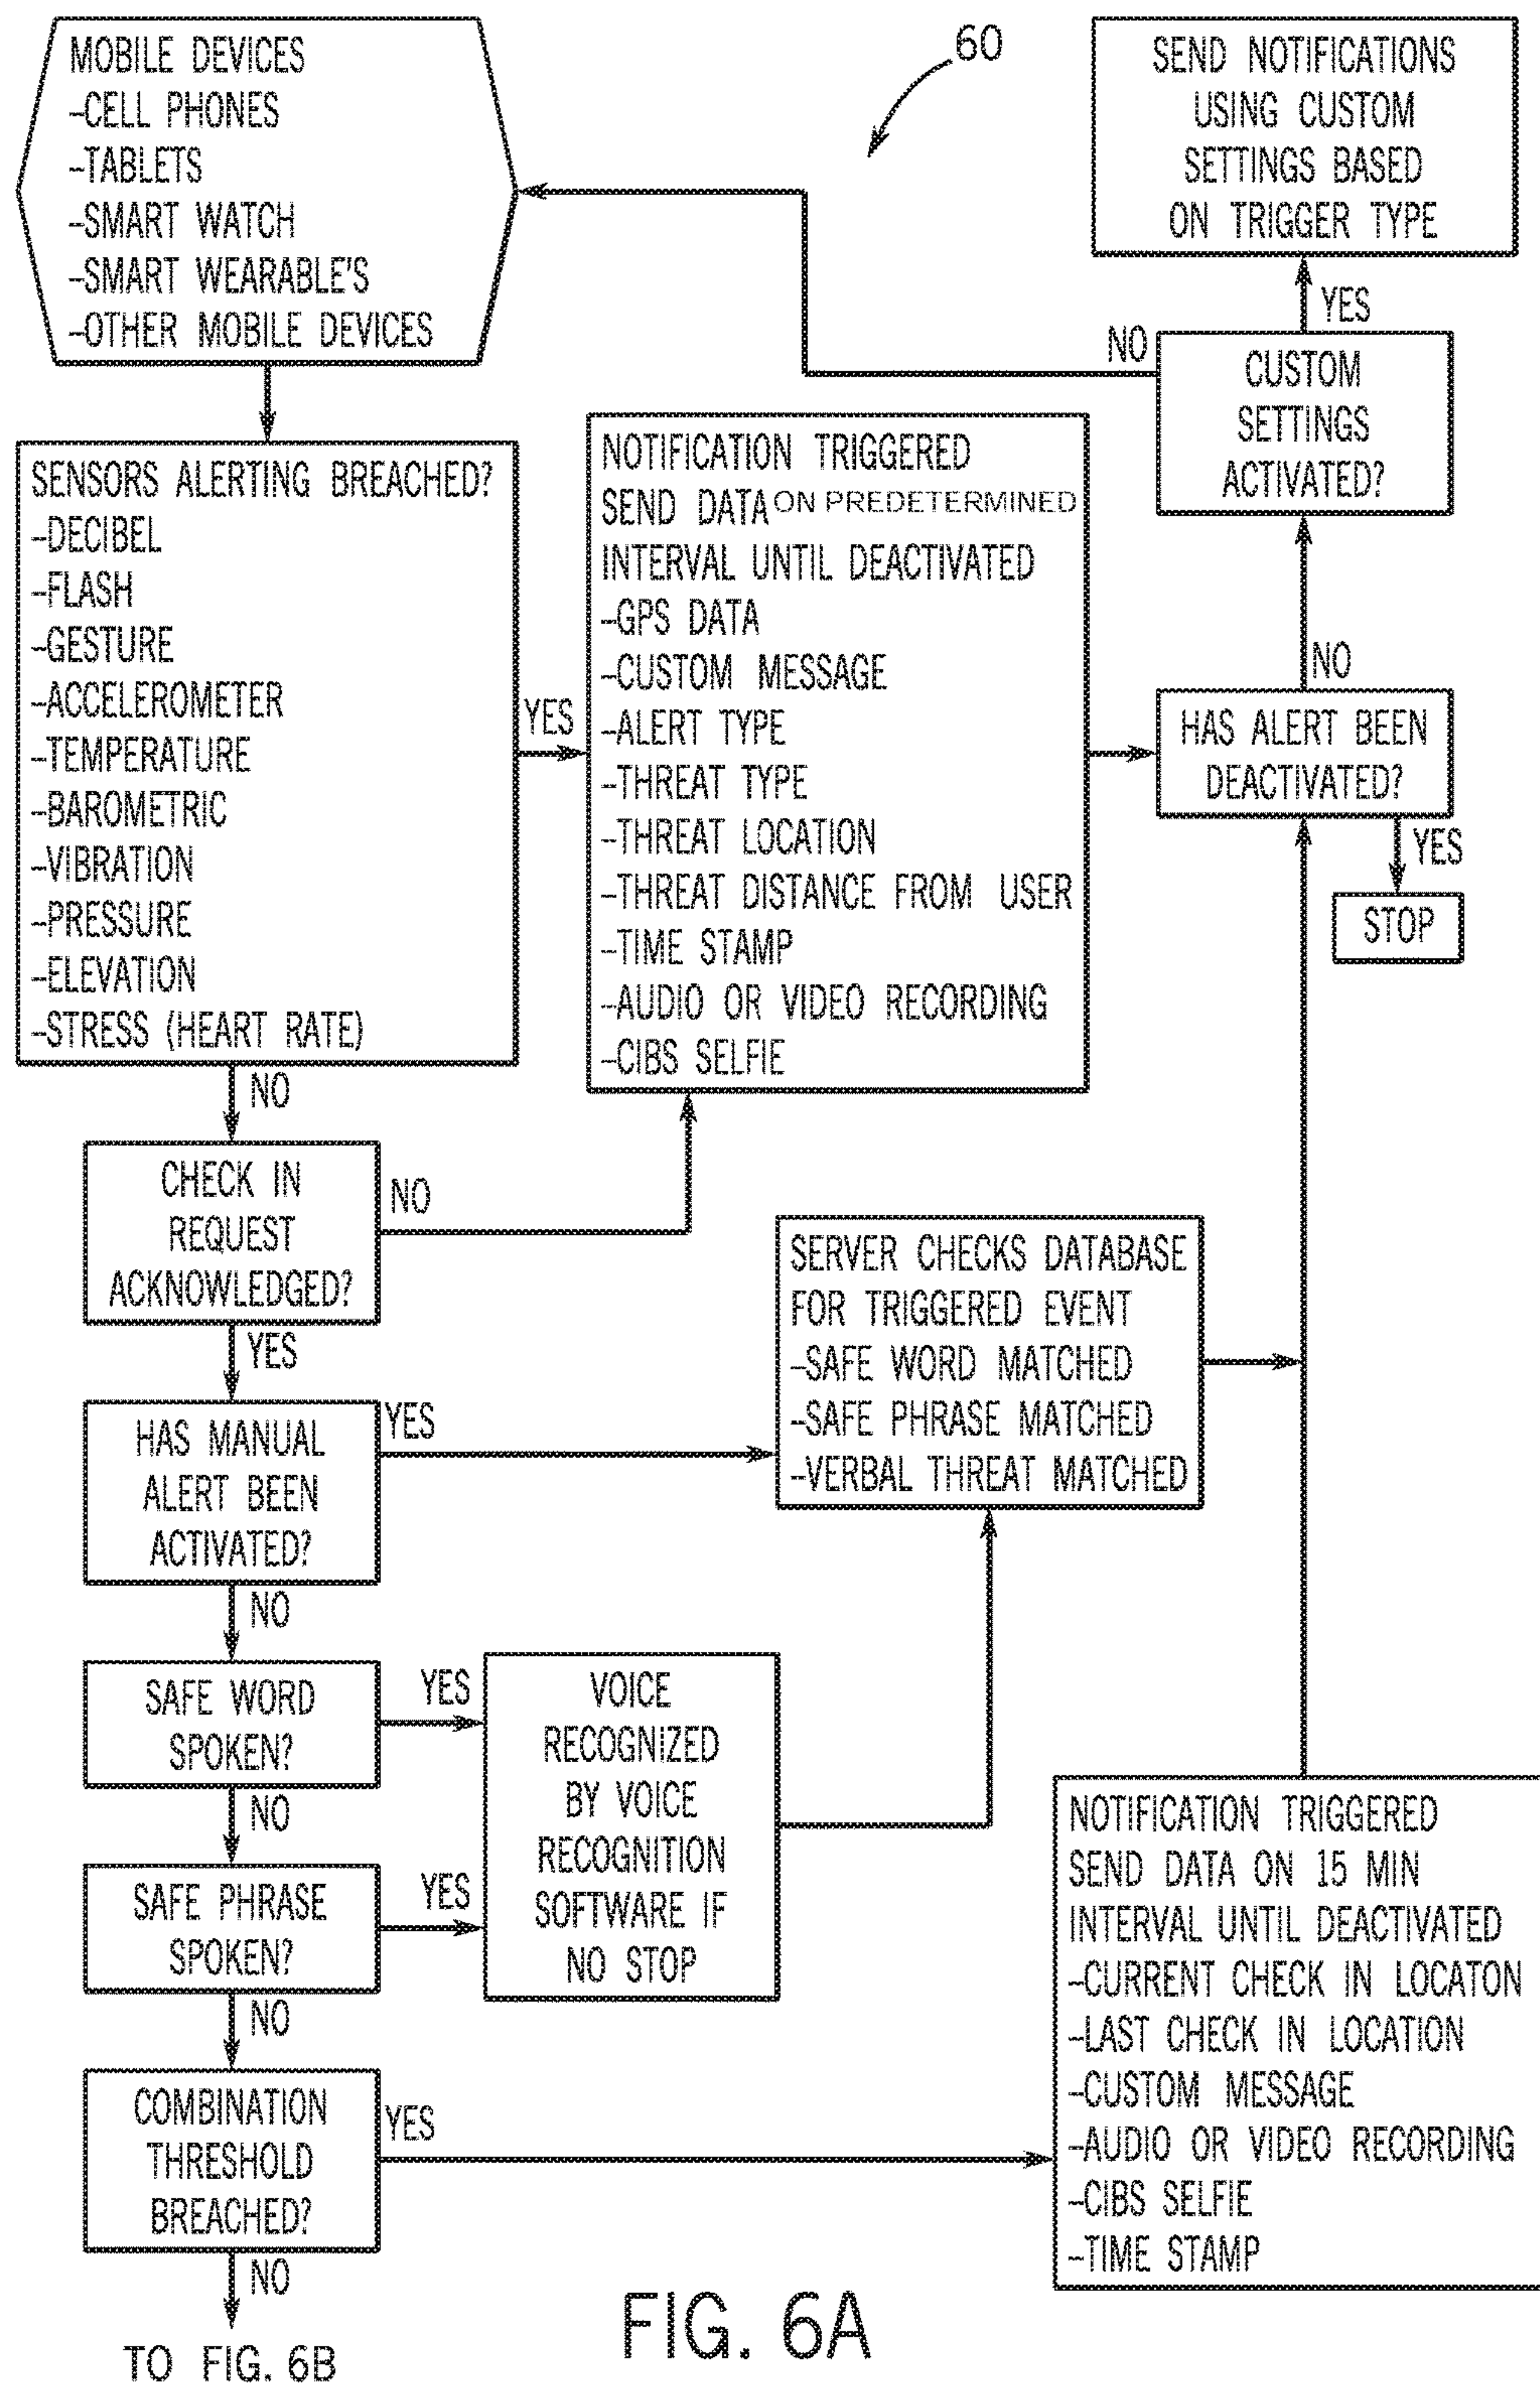 MOBILE DEVICES
-CELL PHONES
-TABLETS
-SMART WATCH
-SMART WEARABLE'S
-OTHER MOBILE DEVICES
60
SEND NOTIFICATIONS
USING CUSTOM
SETTINGS BASED
ON TRIGGER TYPE
YES
NO
CUSTOM
SETTINGS
ACTIVATED?
SENSORS ALERTING BREACHED?
-DECIBEL
-FLASH
-GESTURE
-ACCELEROMETER
-TEMPERATURE
-BAROMETRIC
-VIBRATION
-PRESSURE
-ELEVATION
-STRESS (HEART RATE)
YES
NOTIFICATION TRIGGERED
SEND DATA ON PREDETERMINED
INTERVAL UNTIL DEACTIVATED
-GPS DATA
-CUSTOM MESSAGE
-ALERT TYPE
-THREAT TYPE
-THREAT LOCATION
-THREAT DISTANCE FROM USER
-TIME STAMP
-AUDIO OR VIDEO RECORDING
-CIBS SELFIE
NO
HAS ALERT BEEN
DEACTIVATED?
YES
STOP
NO
CHECK IN
REQUEST
ACKNOWLEDGED?
NO
YES
HAS MANUAL
ALERT BEEN
ACTIVATED?
YES
SERVER CHECKS DATABASE
FOR TRIGGERED EVENT
-SAFE WORD MATCHED
-SAFE PHRASE MATCHED
-VERBAL THREAT MATCHED
NO
SAFE WORD
SPOKEN?
YES
VOICE
RECOGNIZED
BY VOICE
RECOGNITION
SOFTWARE IF
NO STOP
NO
SAFE PHRASE
SPOKEN?
YES
NO
COMBINATION
THRESHOLD
BREACHED?
YES
NOTIFICATION TRIGGERED
SEND DATA ON 15 MIN
INTERVAL UNTIL DEACTIVATED
-CURRENT CHECK IN LOCATON
-LAST CHECK IN LOCATION
-CUSTOM MESSAGE
-AUDIO OR VIDEO RECORDING
-CIBS SELFIE
-TIME STAMP
NO
TO FIG. 6B
FIG. 6A